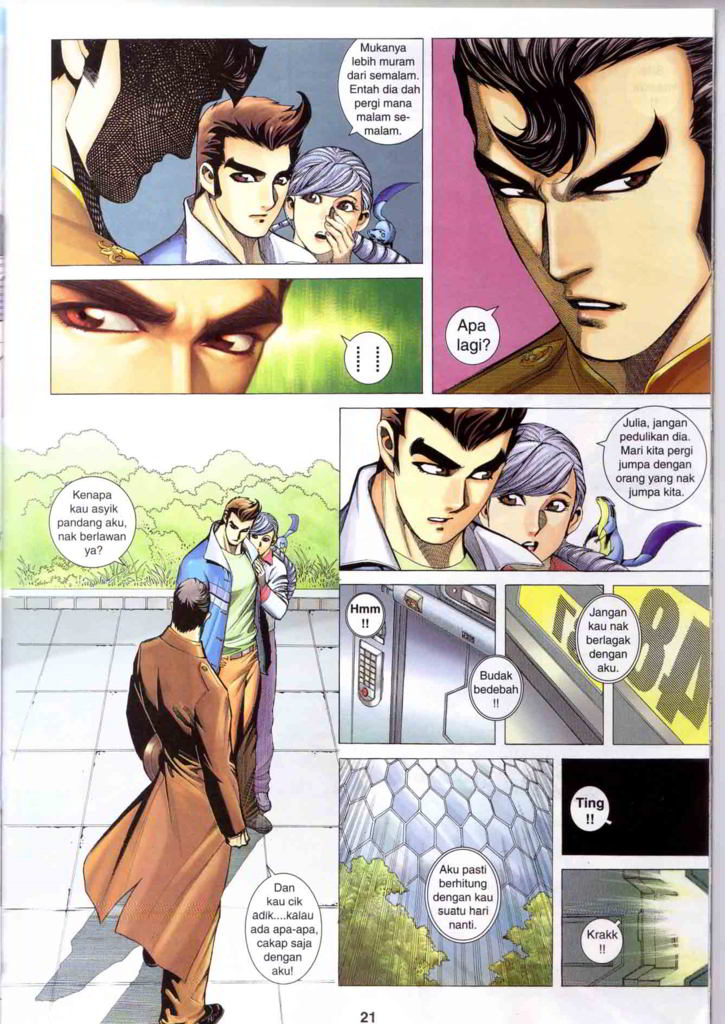 Mukanya
lebih muram
dari semalam.
Entah dia dah
pergi mana
malam se-
malam.
Apa
lagi?
Kenapa
kau asyik
pandang aku,
nak berlawan
ya?
Dan
kau cik
adik....kalau
ada apa-apa,
cakap saja
dengan
aku!
Julia, jangan
pedulikan dia.
Mari kita pergi
jumpa dengan
orang yang nak
jumpa kita.
Hmm
!!
Budak
bedebah
!!
Jangan
kau nak
berlagak
dengan
aku.
84
Aku pasti
berhitung
dengan kau
suatu hari
nanti.
Ting
!!
Krakk
!!
21